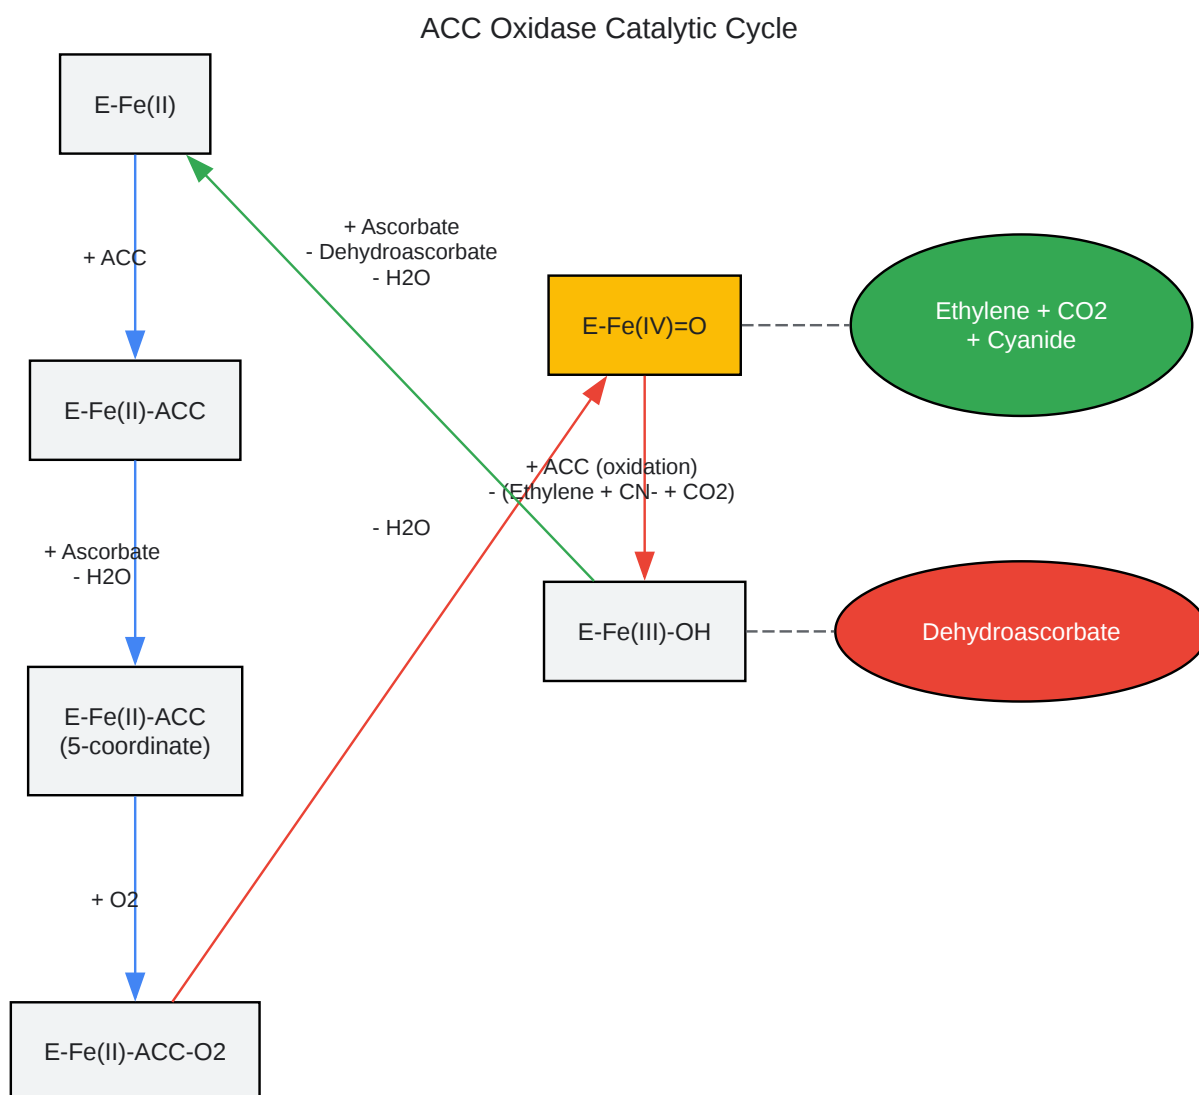 ACC Oxidase Catalytic Cycle
E-Fe(II)
+ ACC
E-Fe(II)-ACC
+ Ascorbate
- H2O
E-Fe(II)-ACC
(5-coordinate)
+ O2
E-Fe(II)-ACC-O2
- H2O
+ Ascorbate
- Dehydroascorbate
- H2O
E-Fe(IV)=O
+ ACC (oxidation)
- (Ethylene + CN- + CO2)
E-Fe(III)-OH
Ethylene + CO2
+ Cyanide
Dehydroascorbate